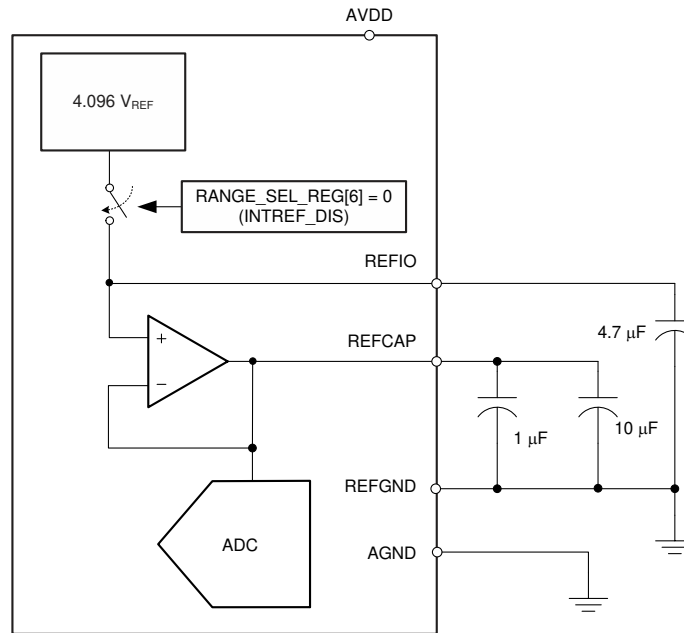 AVDD
4.096 VREF
RANGE_SEL_REG[6] = 0
(INTREF_DIS)
REFIO
+
4.7 µF
REFCAP
−
1 µF
10 µF
REFGND
ADC
AGND